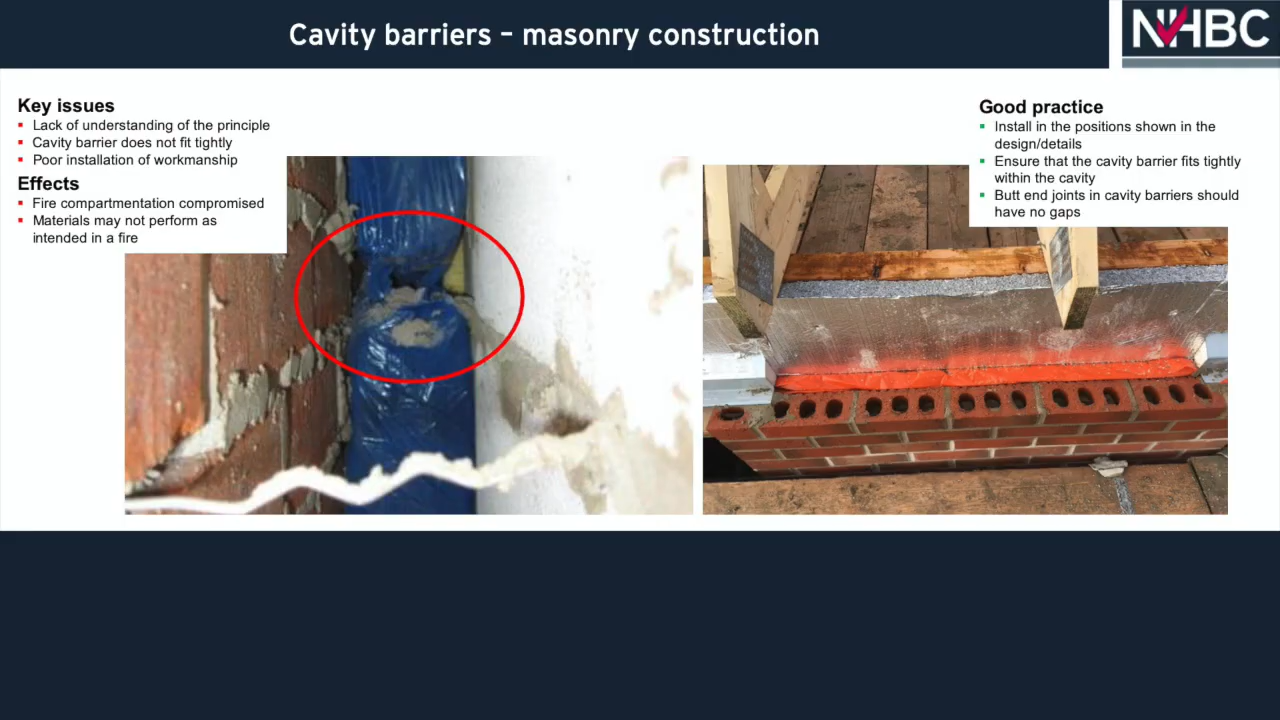 Cavity barriers – masonry construction
NHBC
Key issues
Lack of understanding of the principle
Cavity barrier does not fit tightly
Poor installation of workmanship
Effects
Fire compartmentation compromised
Materials may not perform as
intended in a fire
Good practice
Install in the positions shown in the
design/details
Ensure that the cavity barrier fits tightly
within the cavity
Butt end joints in cavity barriers should
have no gaps